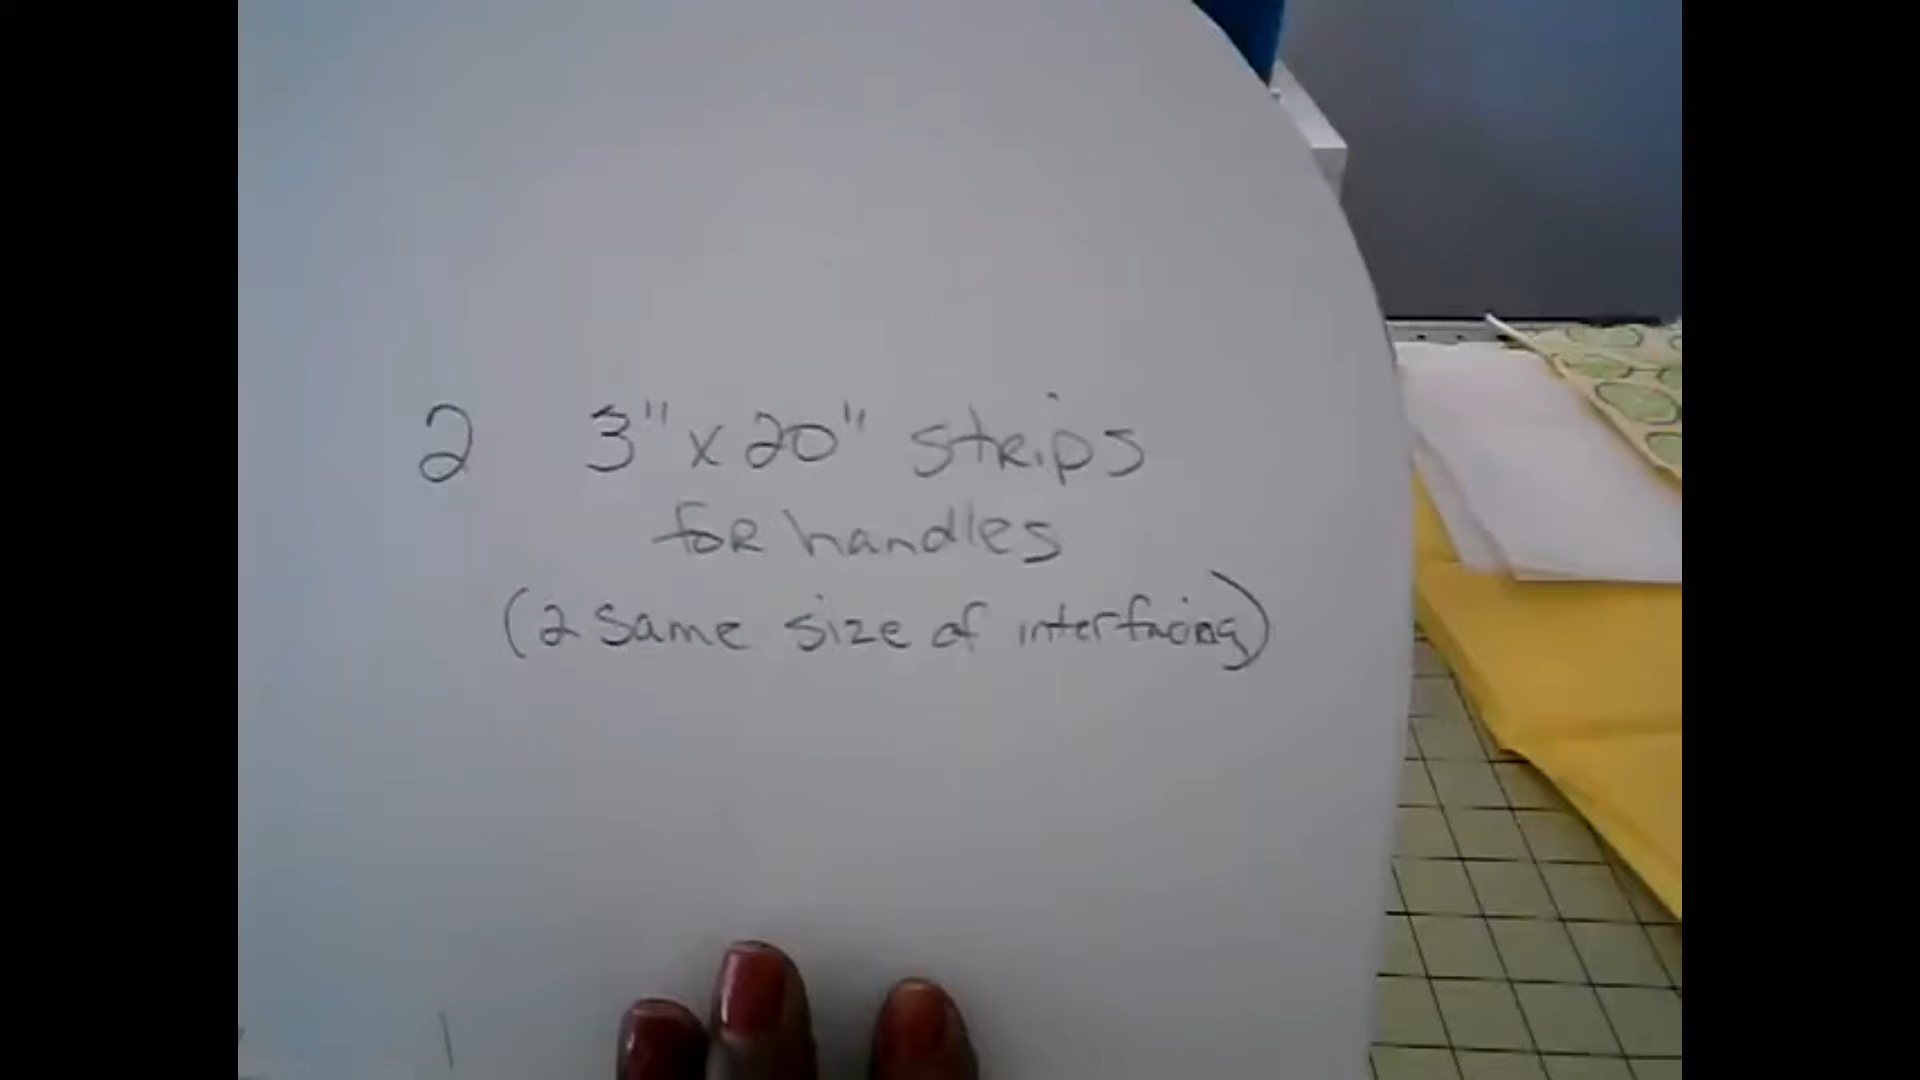 2 3" x 20" strips
for handles
(2 same size of interfacing)